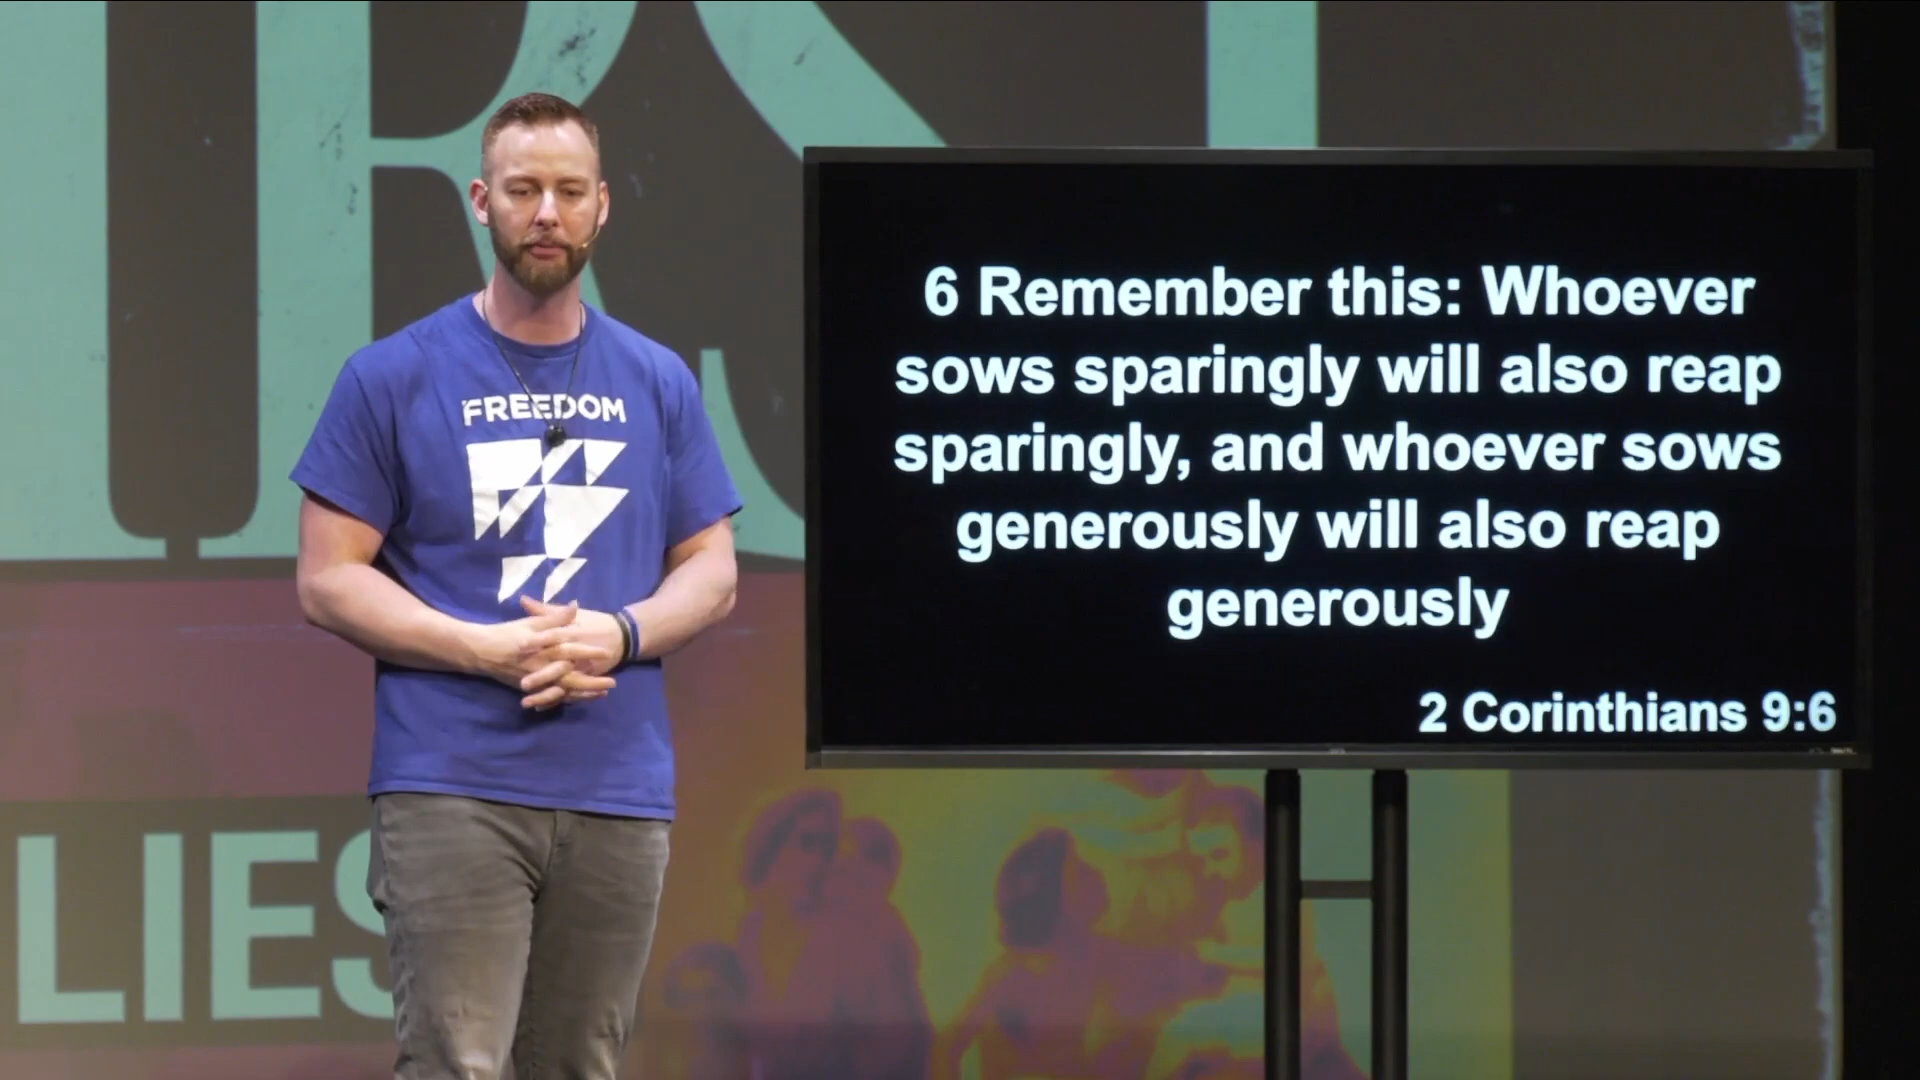 6 Remember this: Whoever
sows sparingly will also reap
sparingly, and whoever sows
generously will also reap
generously
2 Corinthians 9:6
FREEDOM
LIES